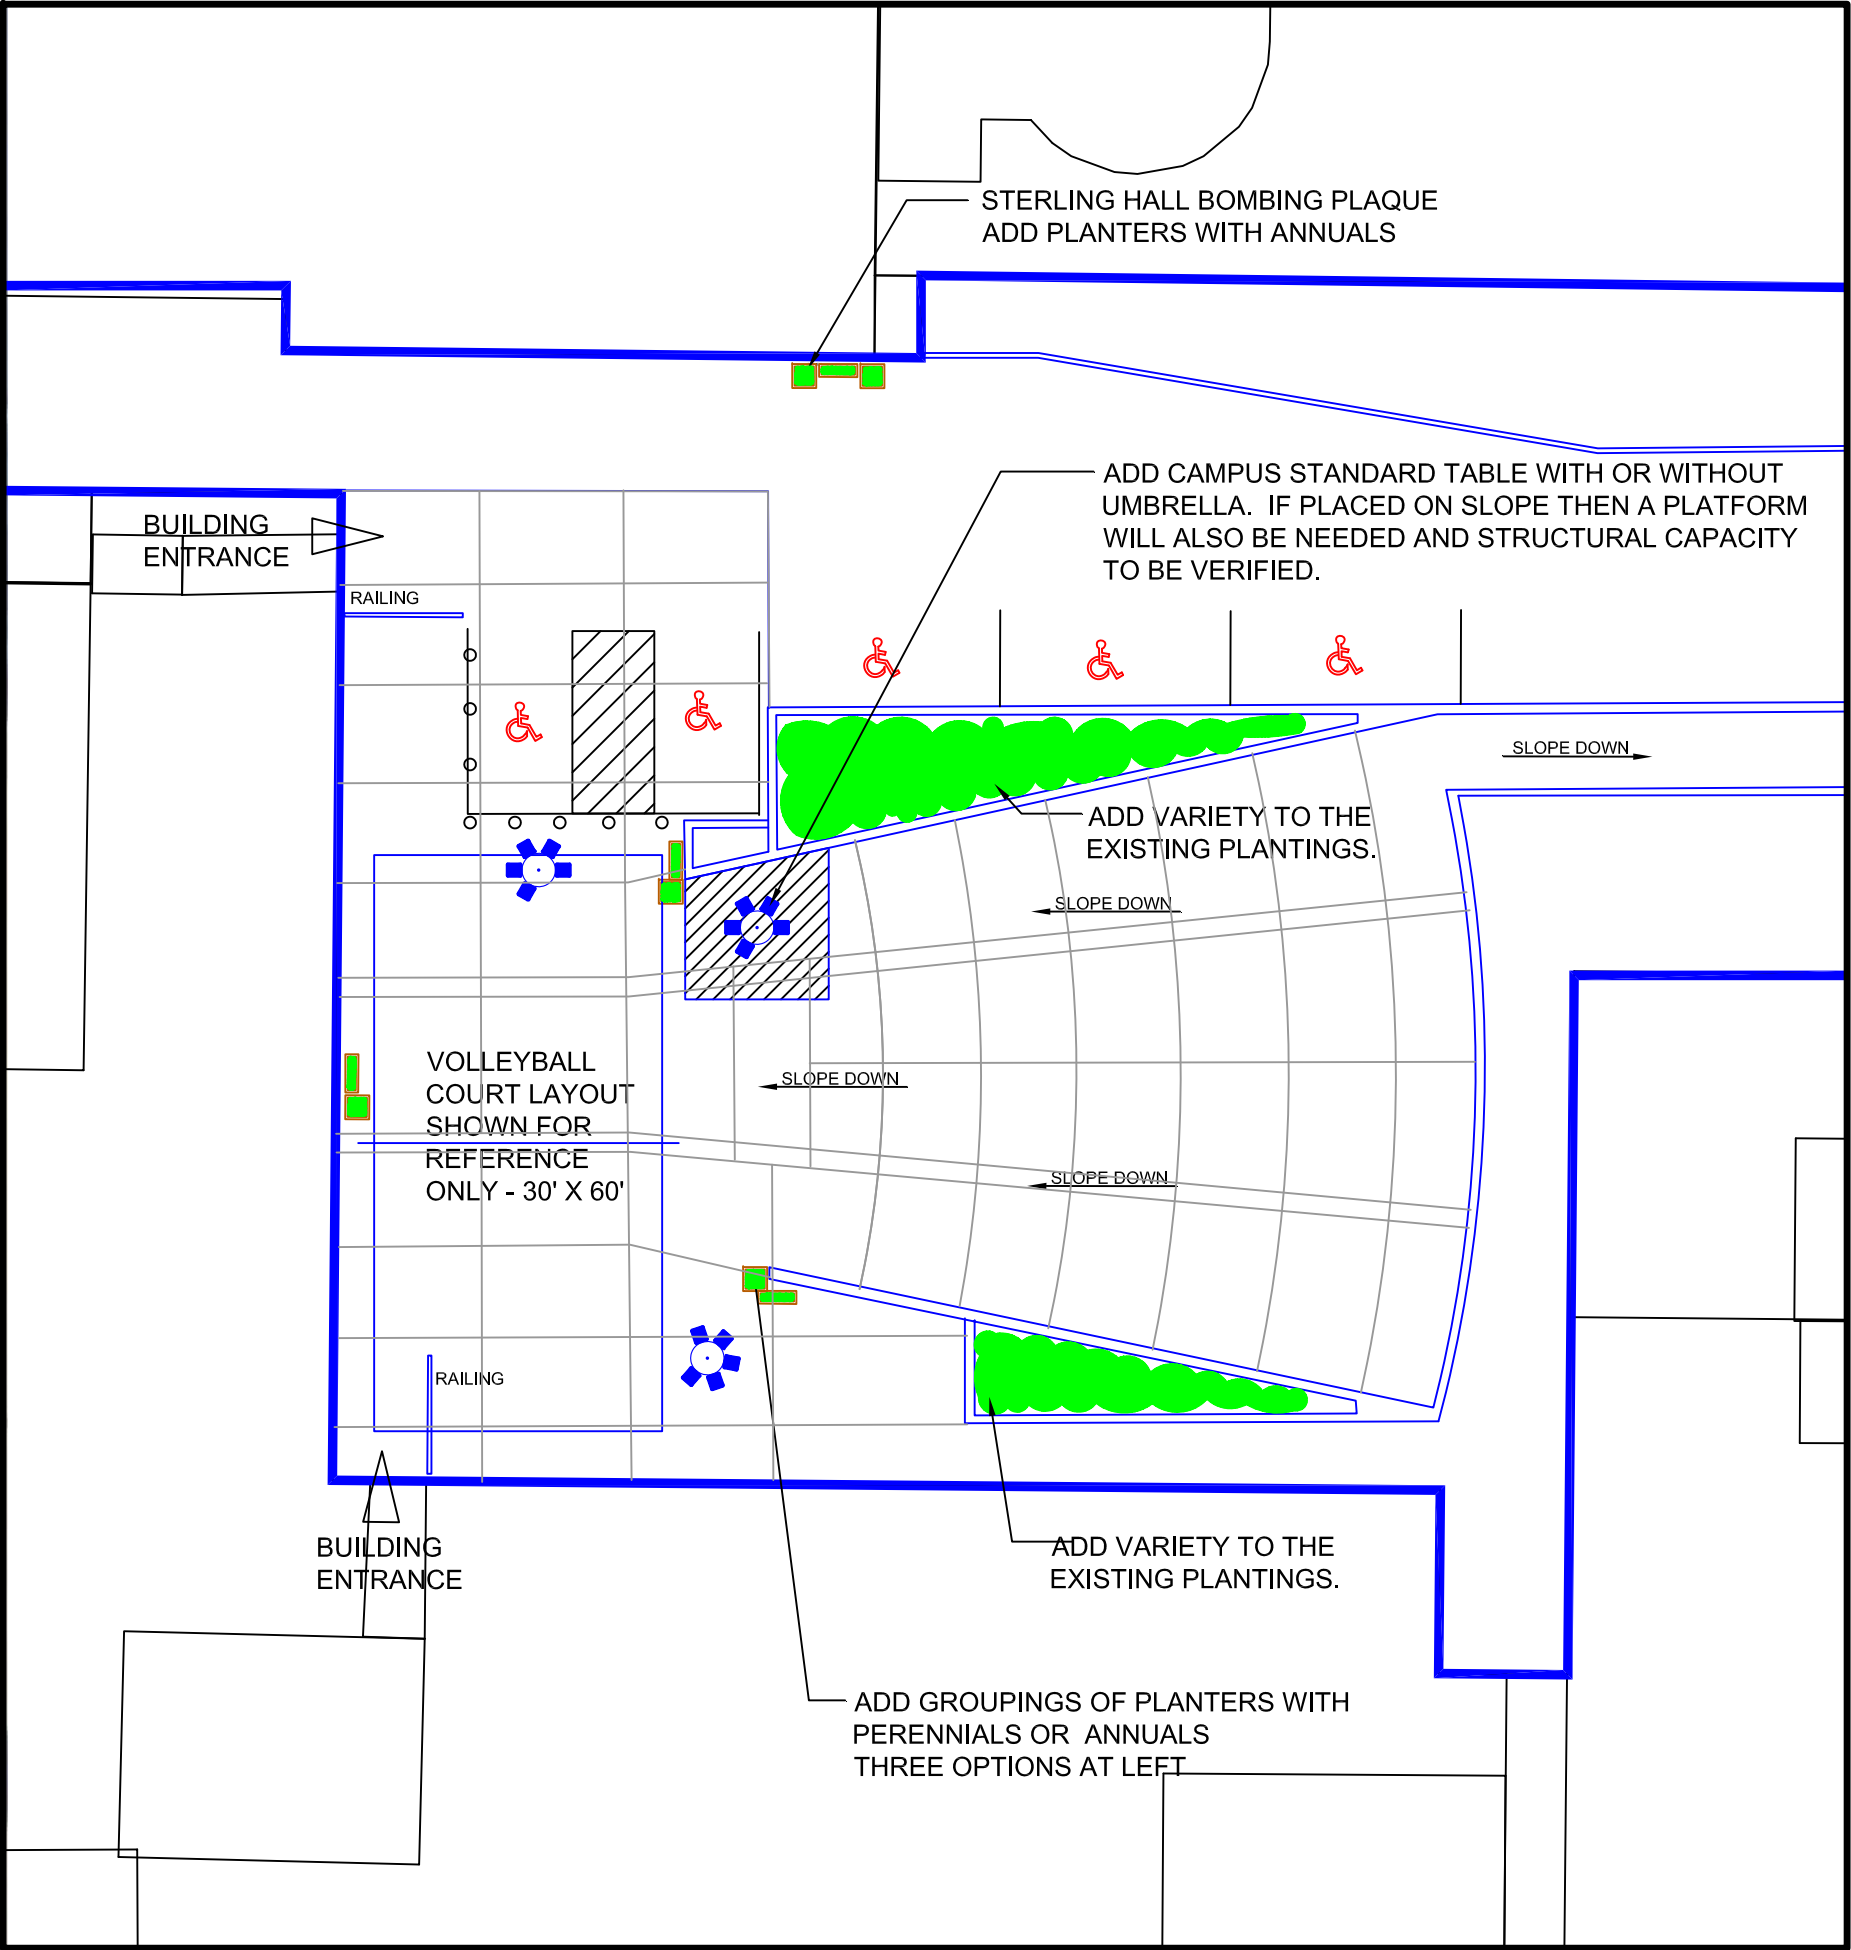 STERLING HALL BOMBING PLAQUE
ADD PLANTERS WITH ANNUALS
ADD CAMPUS STANDARD TABLE WITH OR WITHOUT
UMBRELLA.  IF PLACED ON SLOPE THEN A PLATFORM
WILL ALSO BE NEEDED AND STRUCTURAL CAPACITY
TO BE VERIFIED.
BUILDING
ENTRANCE
RAILING
SLOPE DOWN
ADD VARIETY TO THE
EXISTING PLANTINGS.
SLOPE DOWN
VOLLEYBALL
COURT LAYOUT
SHOWN FOR
REFERENCE
ONLY - 30' X 60'
SLOPE DOWN
SLOPE DOWN
RAILING
BUILDING
ENTRANCE
ADD VARIETY TO THE
EXISTING PLANTINGS.
ADD GROUPINGS OF PLANTERS WITH
PERENNIALS OR  ANNUALS
THREE OPTIONS AT LEFT